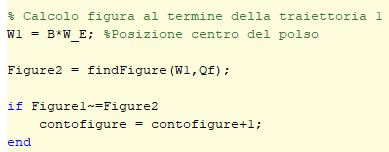 % Calcolo figura al termine della traiettoria 1
W1 = B*W_E; %Posizione centro del polso
Figure2 = findFigure(W1,Qf);
if Figure1~=Figure2
contofigure = contofigure+1;
end